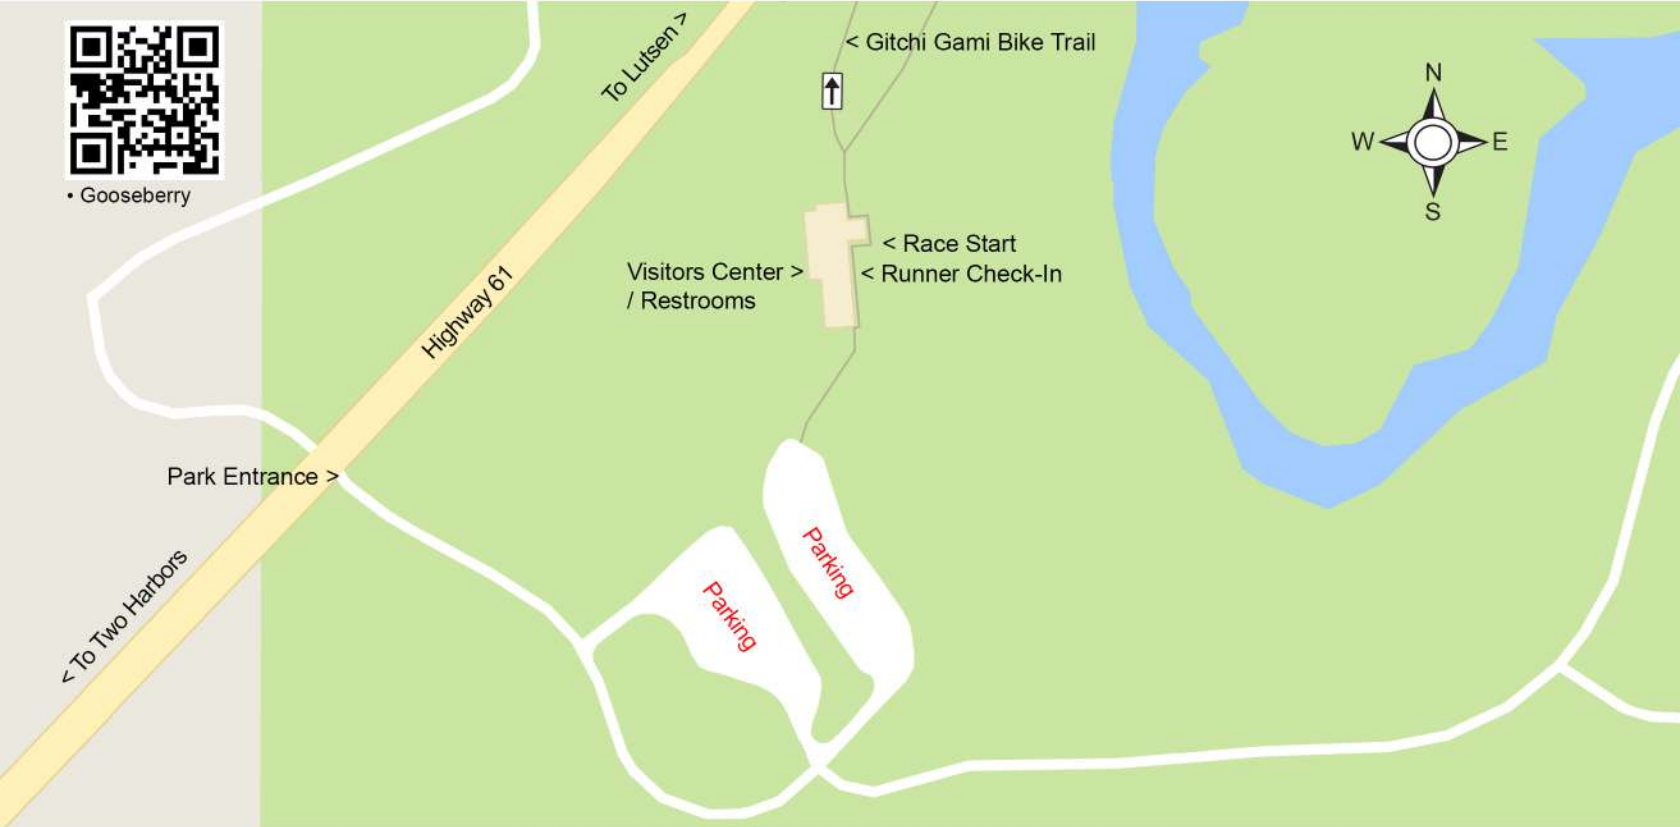 To Lutsen >
< Gitchi Gami Bike Trail
N
W
E
S
• Gooseberry
< Race Start
Visitors Center >
/ Restrooms
< Runner Check-In
Highway 61
Park Entrance >
< To Two Harbors
Parking
Parking